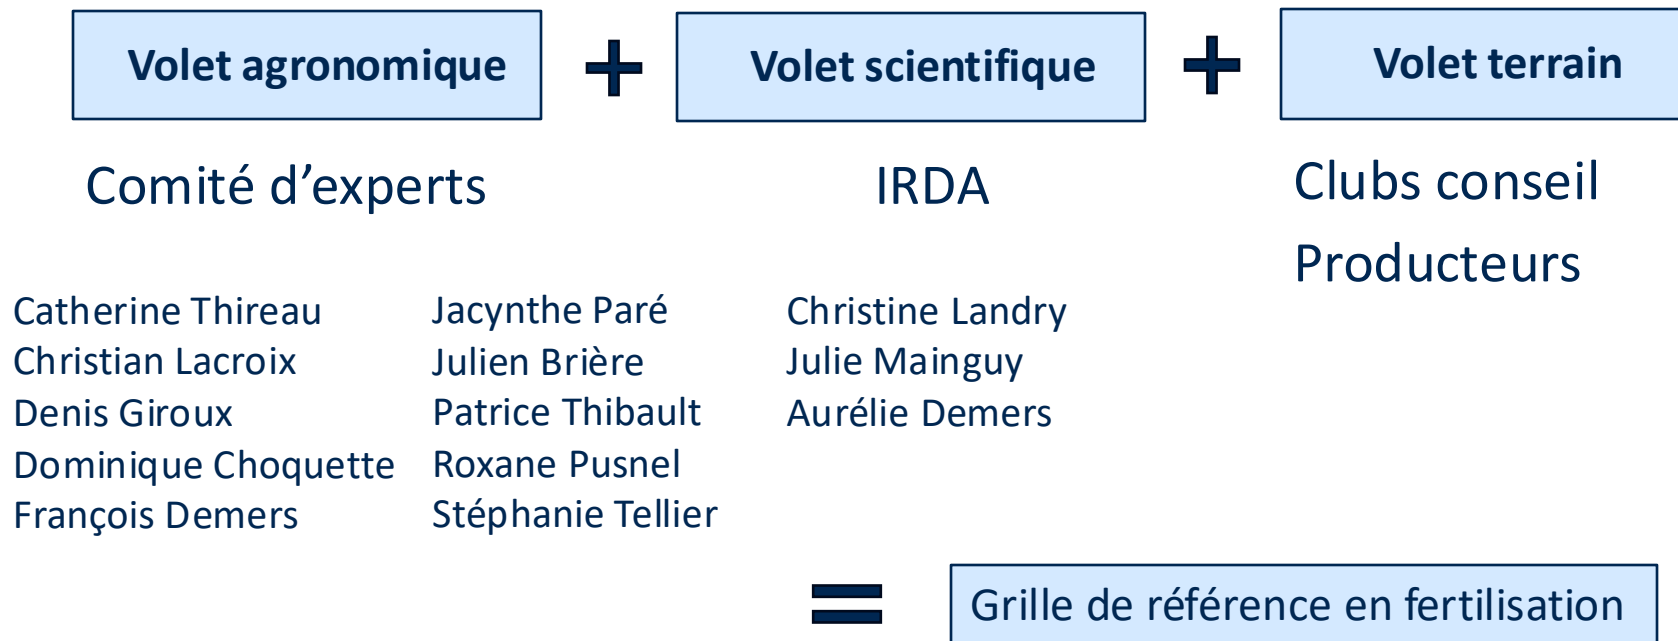 Volet agronomique + Volet scientifique + Volet terrain
Comité d’experts
IRDA
Clubs conseil
Producteurs
Catherine Thireau
Christian Lacroix
Denis Giroux
Dominique Choquette
François Demers
Jacynthe Paré
Julien Brière
Patrice Thibault
Roxane Pusnel
Stéphanie Tellier
Christine Landry
Julie Mainguy
Aurélie Demers
= Grille de référence en fertilisation